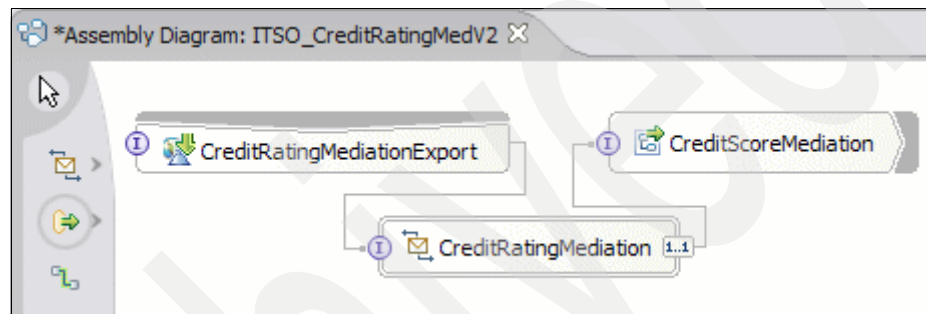 *Assembly Diagram: ITSO_CreditRatingMedV2
I CreditRatingMediationExport
I CreditScoreMediation
I CreditRatingMediation 1..1